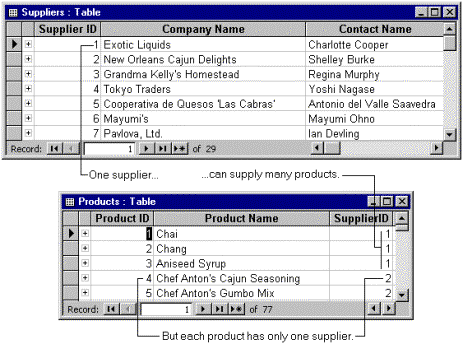 Suppliers : Table
Supplier ID Company Name Contact Name
1 Exotic Liquids Charlotte Cooper
2 New Orleans Cajun Delights Shelley Burke
3 Grandma Kelly's Homestead Regina Murphy
4 Tokyo Traders Yoshi Nagase
5 Cooperativa de Quesos 'Las Cabras' Antonio del Valle Saavedra
6 Mayumi's Mayumi Ohno
7 Pavlova, Ltd. Ian Devling
Record: 1 of 29
One supplier... ...can supply many products.
Products : Table
Product ID Product Name SupplierID
1 Chai 1
2 Chang 1
3 Aniseed Syrup 1
4 Chef Anton's Cajun Seasoning 2
5 Chef Anton's Gumbo Mix 2
Record: 1 of 77
But each product has only one supplier.